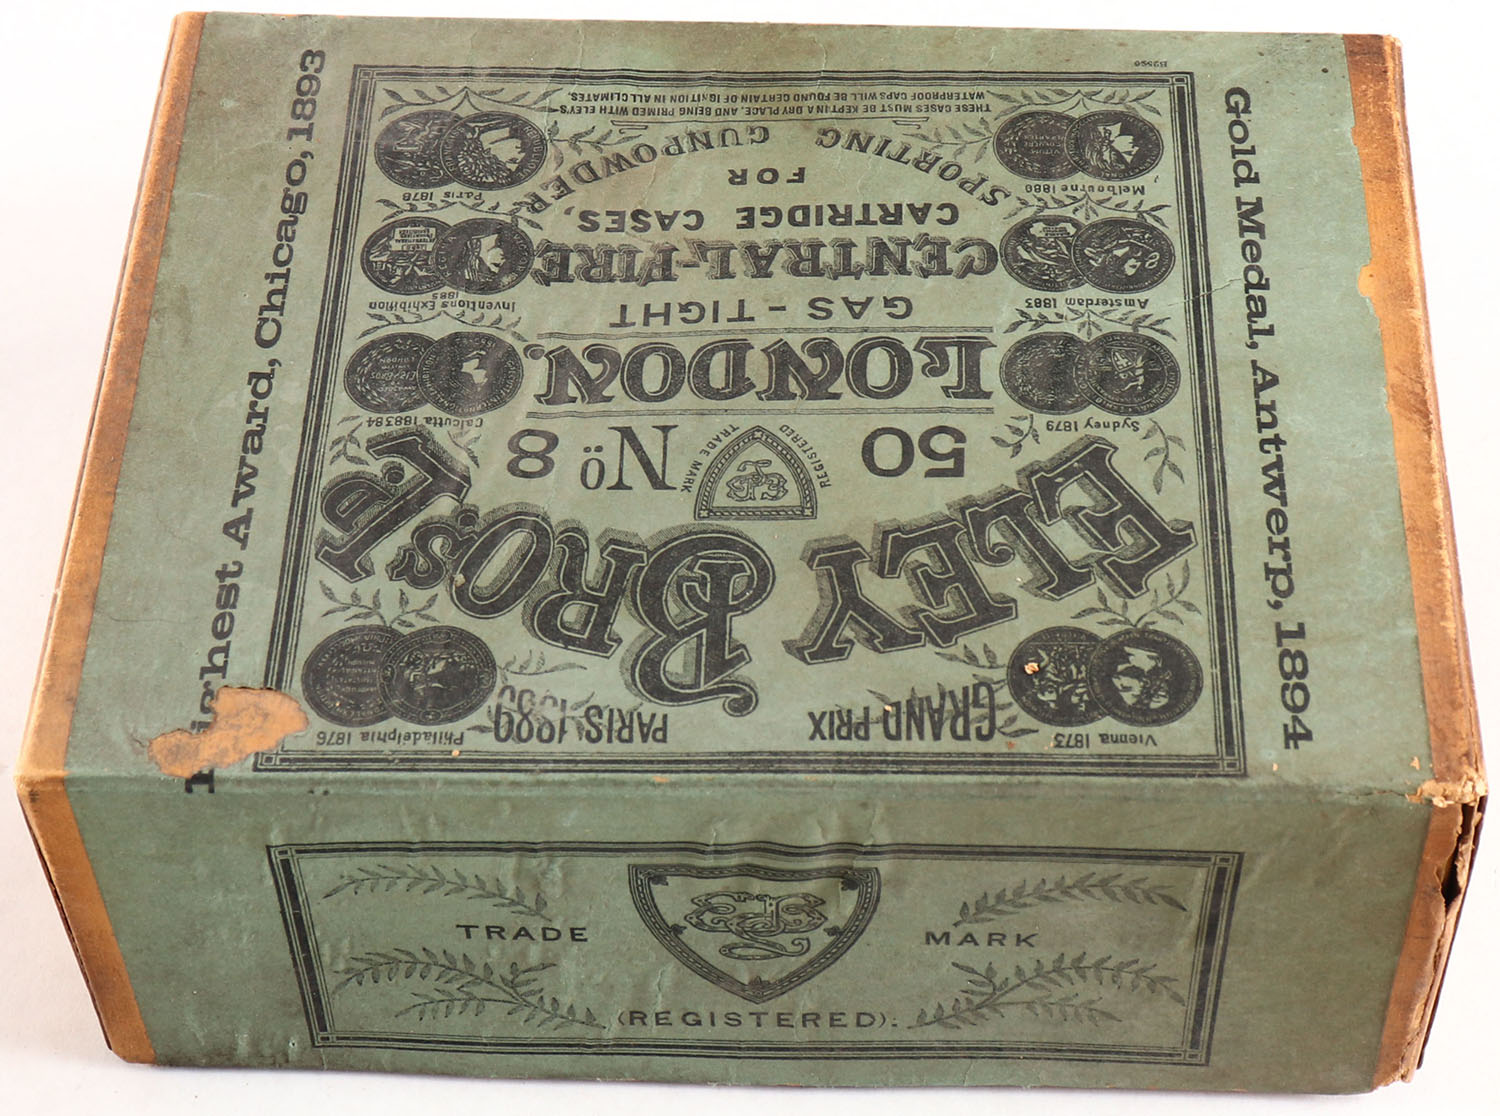 ELEY BROS. Ld.
GRAND PRIX PARIS 1889
50 No. 8
REGISTERED TRADE MARK
LONDON.
GAS-TIGHT
CENTRAL-FIRE
CARTRIDGE CASES,
FOR
SPORTING GUNPOWDER
THESE CASES MUST BE KEPT IN A DRY PLACE, AND BEING PRIMED WITH ELEY'S
WATERPROOF CAPS WILL BE FOUND CERTAIN OF IGNITION IN ALL CLIMATES.
Vienna 1873
Philadelphia 1876
Sydney 1879
Calcutta 1883 84
Amsterdam 1883
Inventions Exhibition
1885
Melbourne 1880
Paris 1878
Highest Award, Chicago, 1893
Gold Medal, Antwerp, 1894
TRADE MARK
(REGISTERED).